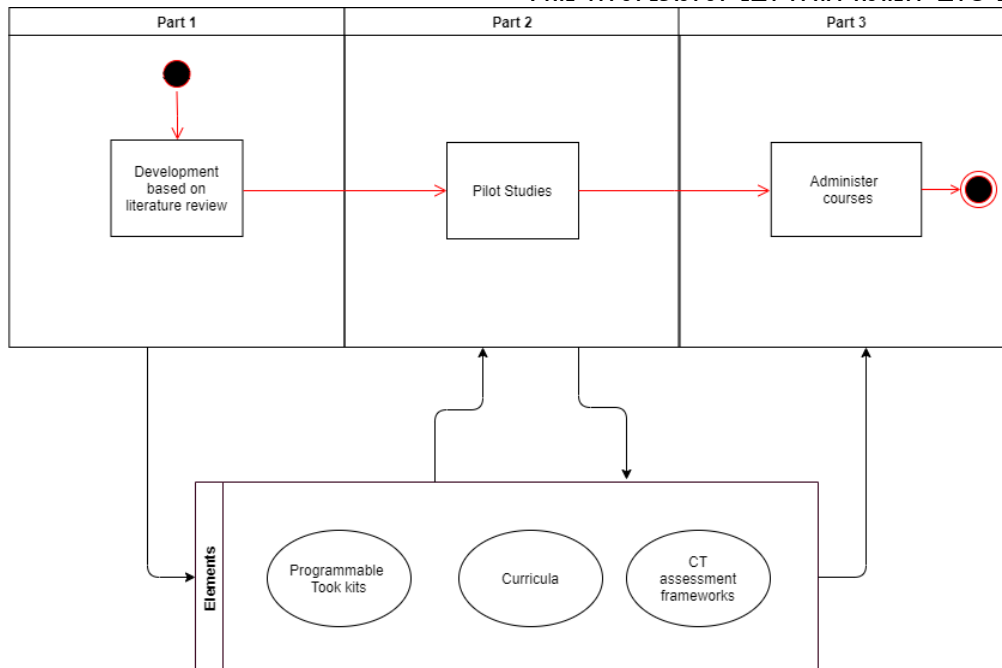 Part 1
Part 2
Part 3
Development
based on
literature review
Pilot Studies
Administer
courses
Elements
Programmable
Took kits
Curricula
CT
assessment
frameworks